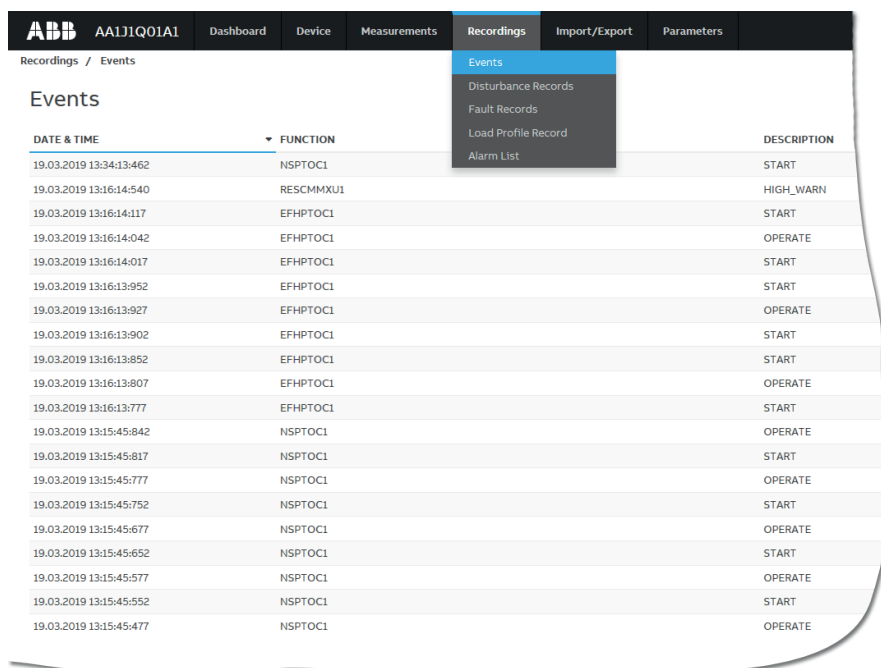 ABB AA1J1Q01A1 Dashboard Device Measurements Recordings Import/Export Parameters
Recordings / Events
Events
Disturbance Records
Fault Records
Load Profile Record
Alarm List
Events
DATE & TIME FUNCTION DESCRIPTION
19.03.2019 13:34:13:462 NSPTOC1 START
19.03.2019 13:16:14:540 RESCMMXU1 HIGH_WARN
19.03.2019 13:16:14:117 EFHPTOC1 START
19.03.2019 13:16:14:042 EFHPTOC1 OPERATE
19.03.2019 13:16:14:017 EFHPTOC1 START
19.03.2019 13:16:13:952 EFHPTOC1 START
19.03.2019 13:16:13:927 EFHPTOC1 OPERATE
19.03.2019 13:16:13:902 EFHPTOC1 START
19.03.2019 13:16:13:852 EFHPTOC1 START
19.03.2019 13:16:13:807 EFHPTOC1 OPERATE
19.03.2019 13:16:13:777 EFHPTOC1 START
19.03.2019 13:15:45:842 NSPTOC1 OPERATE
19.03.2019 13:15:45:817 NSPTOC1 START
19.03.2019 13:15:45:777 NSPTOC1 OPERATE
19.03.2019 13:15:45:752 NSPTOC1 START
19.03.2019 13:15:45:677 NSPTOC1 OPERATE
19.03.2019 13:15:45:652 NSPTOC1 START
19.03.2019 13:15:45:577 NSPTOC1 OPERATE
19.03.2019 13:15:45:552 NSPTOC1 START
19.03.2019 13:15:45:477 NSPTOC1 OPERATE